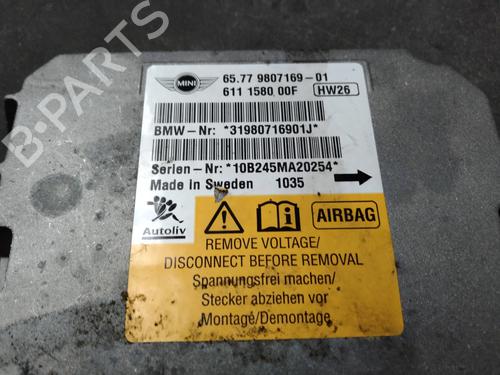 MINI
65.77 9807169-01
611 1580 00F
HW26
BMW-Nr: *31980716901J*
Serien-Nr: *10B245MA20254*
Made in Sweden 1035
Autoliv
AIRBAG
REMOVE VOLTAGE/
DISCONNECT BEFORE REMOVAL
Spannungsfrei machen/
Stecker abziehen vor
Montage/Demontage
B-PARTS